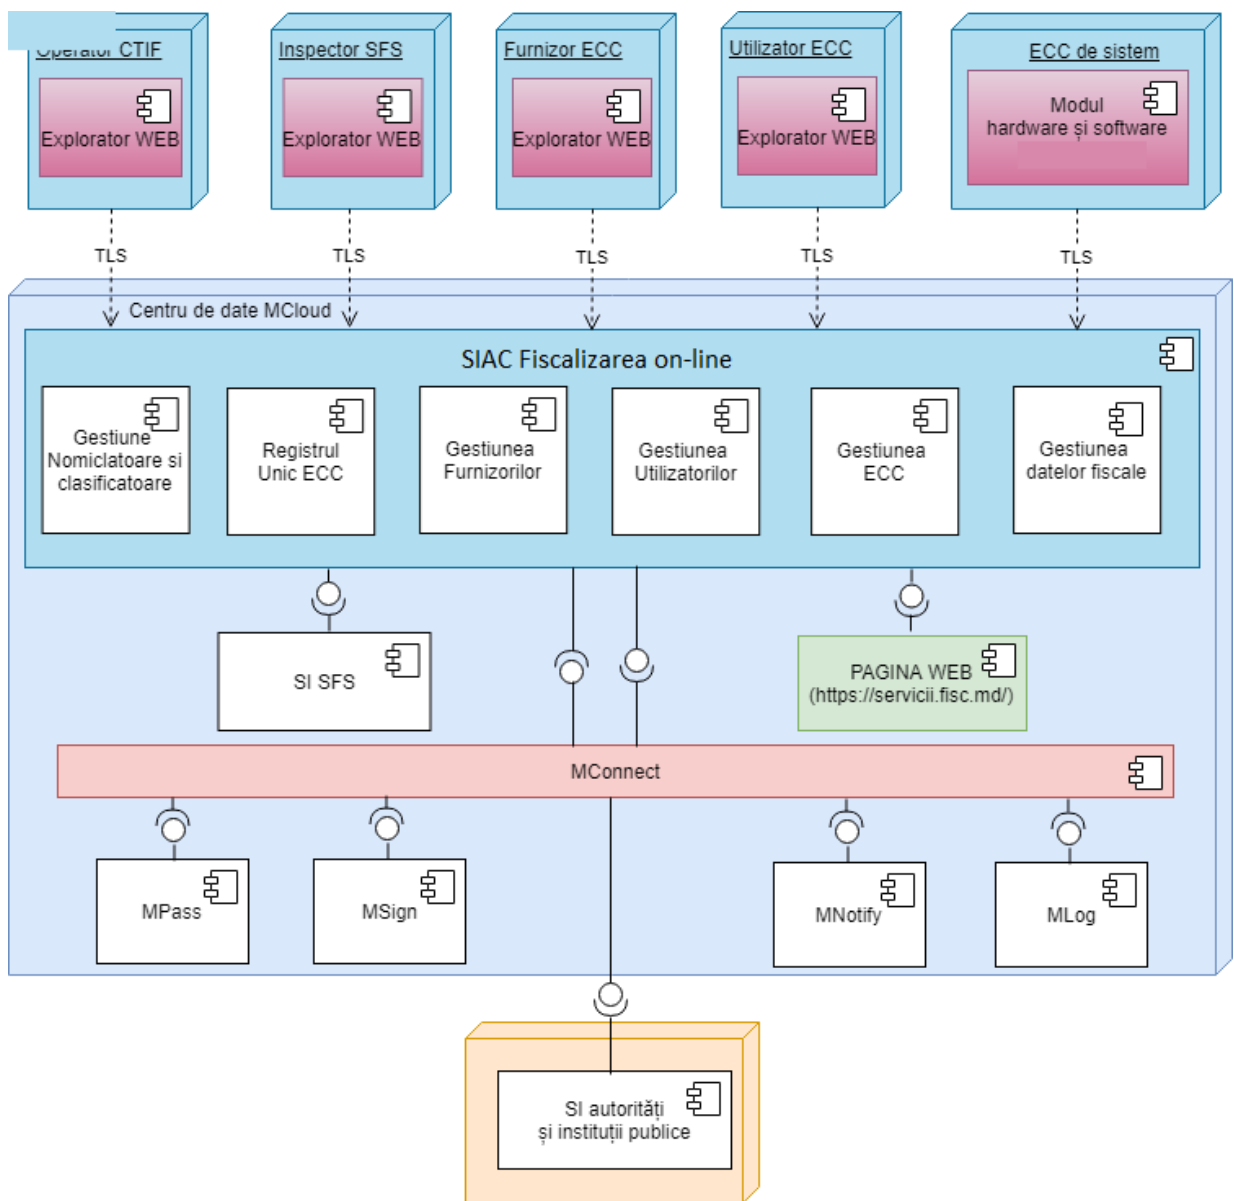 Operator CTIF
Inspector SFS
Furnizor ECC
Utilizator ECC
ECC de sistem
Explorator WEB
Explorator WEB
Explorator WEB
Explorator WEB
Modul
hardware și software
TLS
TLS
TLS
TLS
TLS
Centru de date MCloud
SIAC Fiscalizarea on-line
Gestiune
Nomiclatoare si
clasificatoare
Registrul
Unic ECC
Gestiunea
Furnizorilor
Gestiunea
Utilizatorilor
Gestiunea
ECC
Gestiunea
datelor fiscale
SI SFS
PAGINA WEB
(https://servicii.fisc.md/)
MConnect
MPass
MSign
MNotify
MLog
SI autorități
și instituții publice